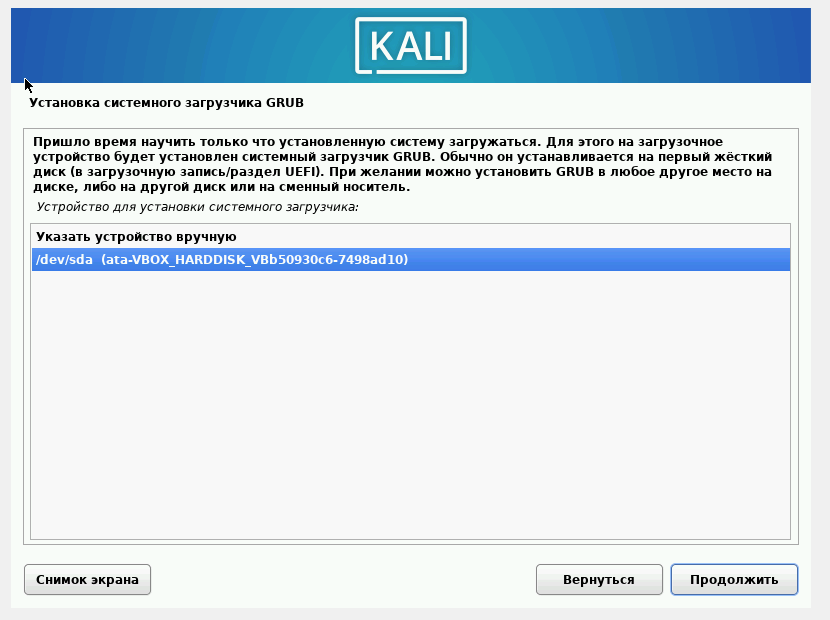 KALI
Установка системного загрузчика GRUB
Пришло время научить только что установленную систему загружаться. Для этого на загрузочное
устройство будет установлен системный загрузчик GRUB. Обычно он устанавливается на первый жёсткий
диск (в загрузочную запись/раздел UEFI). При желании можно установить GRUB в любое другое место на
диске, либо на другой диск или на сменный носитель.
Устройство для установки системного загрузчика:
Указать устройство вручную
/dev/sda  (ata-VBOX_HARDDISK_VBb50930c6-7498ad10)
Снимок экрана
Вернуться
Продолжить